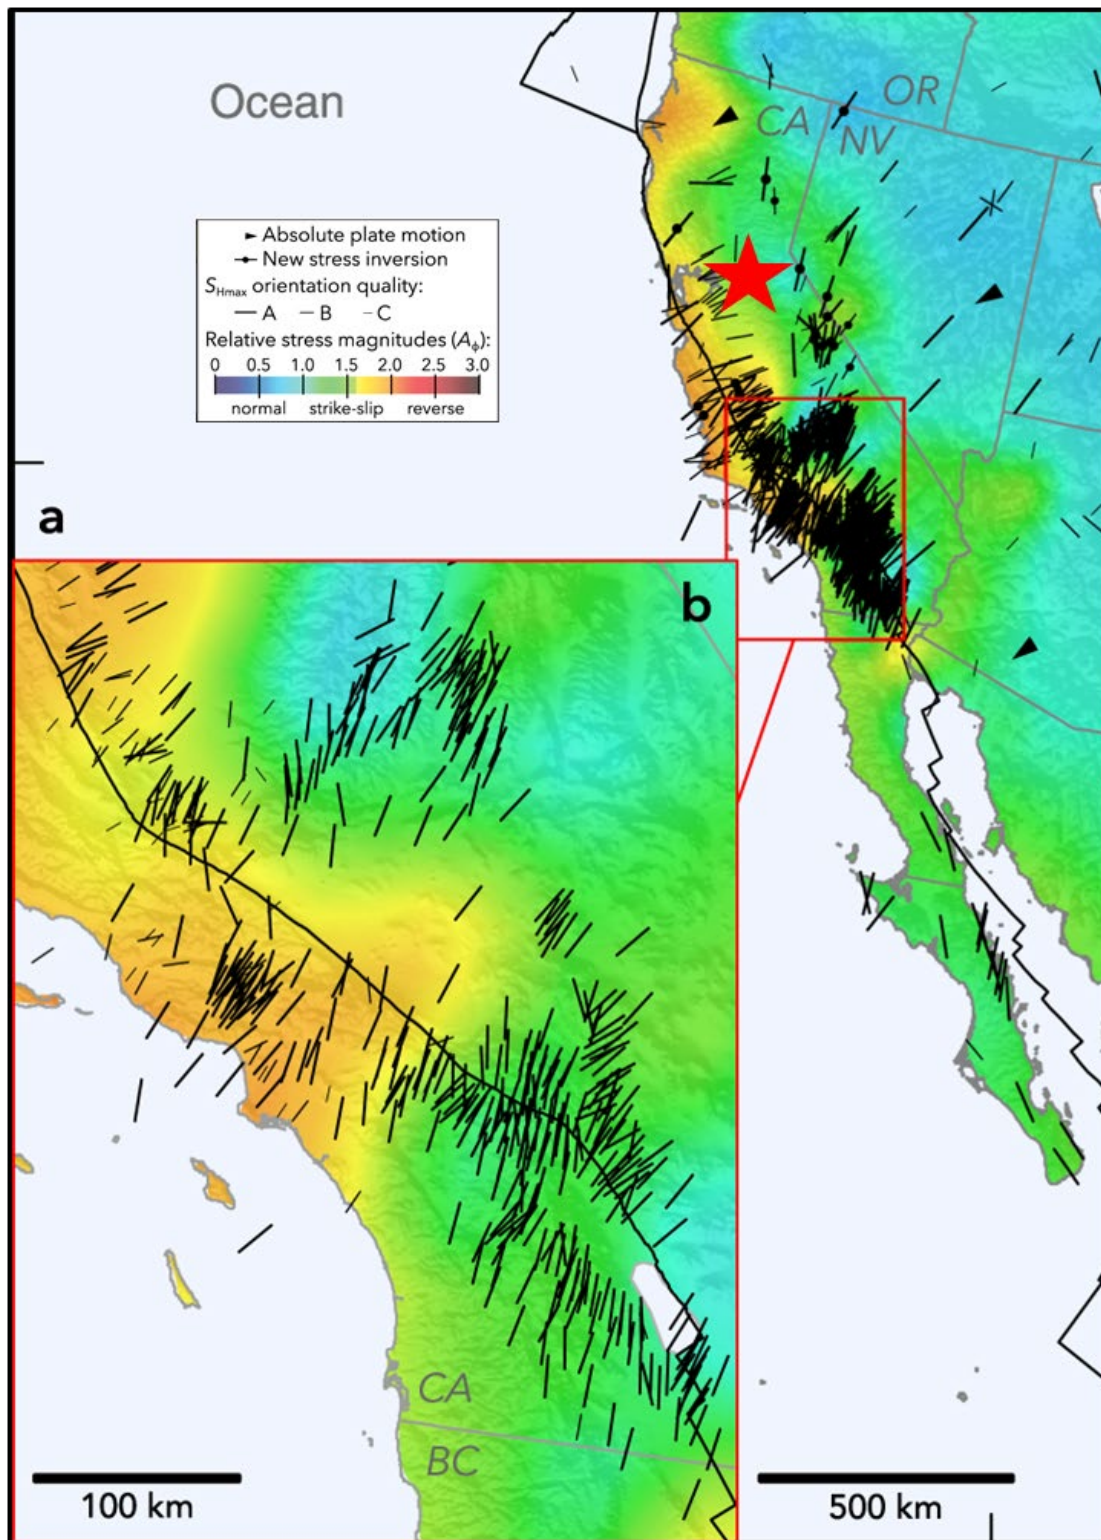 Ocean
CA
OR
NV
Absolute plate motion
New stress inversion
SHmax orientation quality:
A B C
Relative stress magnitudes (Aϕ):
0 0.5 1.0 1.5 2.0 2.5 3.0
normal strike-slip reverse
a
b
CA
BC
100 km
500 km